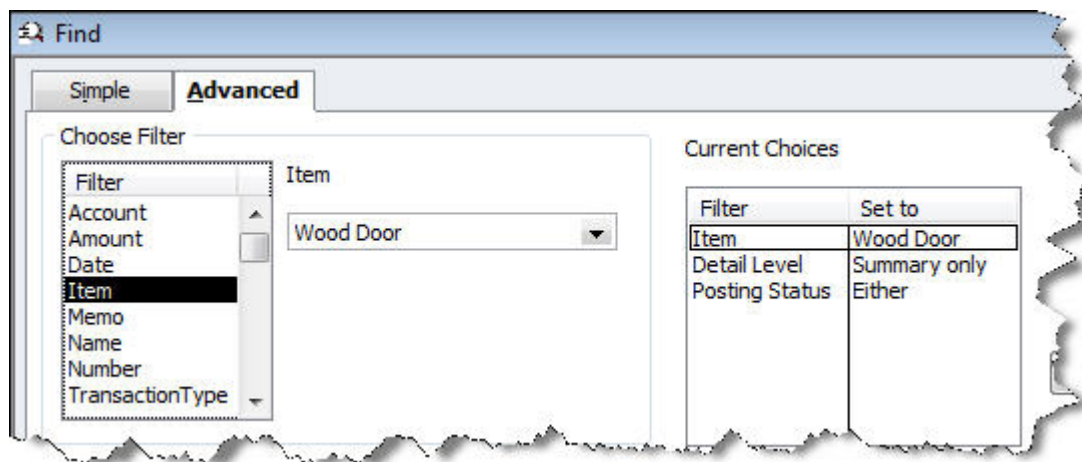 Find
Simple Advanced
Choose Filter
Filter
Account
Amount
Date
Item
Memo
Name
Number
TransactionType
Item
Wood Door
Current Choices
Filter Set to
Item Wood Door
Detail Level Summary only
Posting Status Either